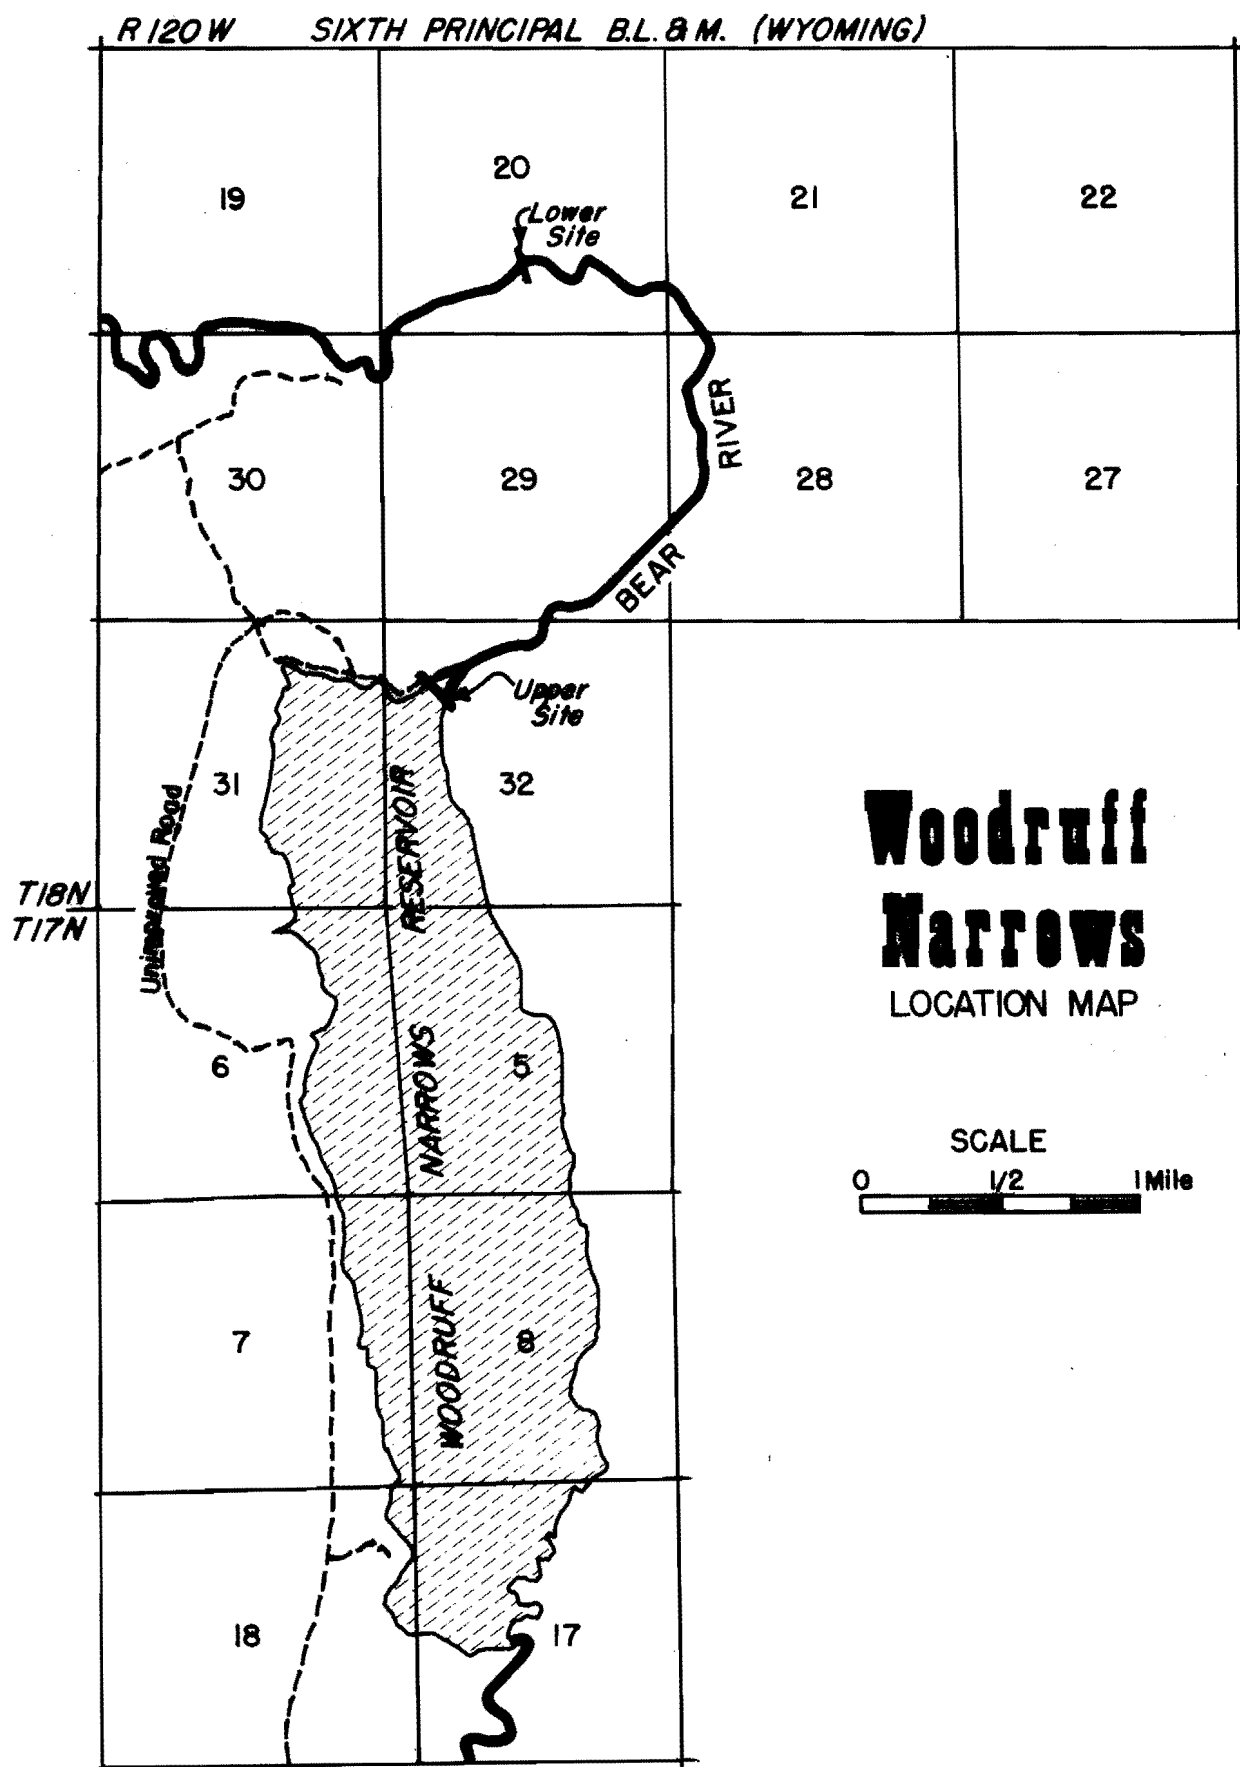 R 120 W SIXTH PRINCIPAL B.L. & M. (WYOMING)
19
20
21
22
Lower
Site
RIVER
30
29
28
27
BEAR
Upper
Site
31
32
RESERVOIR
Unimproved Road
T18N
T17N
Woodruff
Narrows
LOCATION MAP
6
5
NARROWS
SCALE
0 1/2 1 Mile
7
8
WOODRUFF
18
17